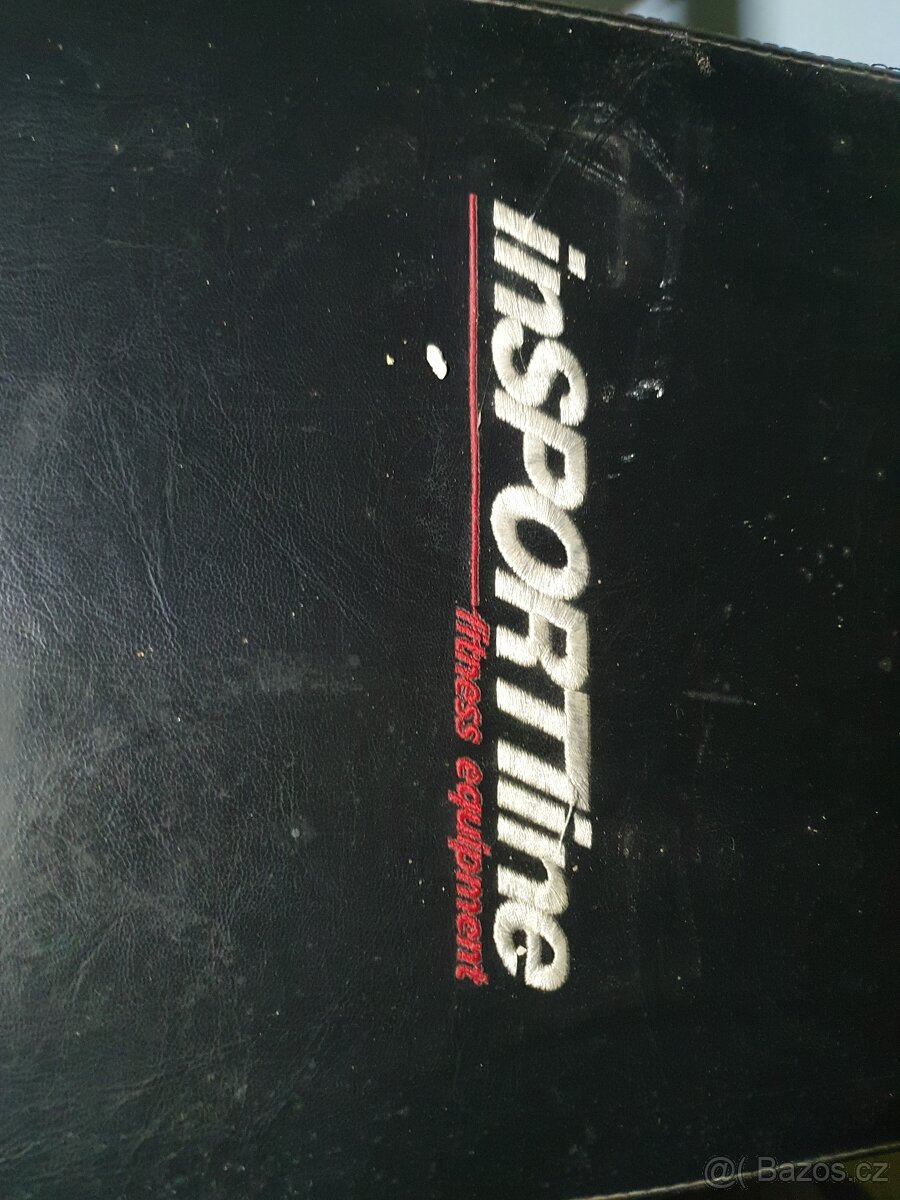 inSPORTline
fitness equipment
@( Bazos.cz